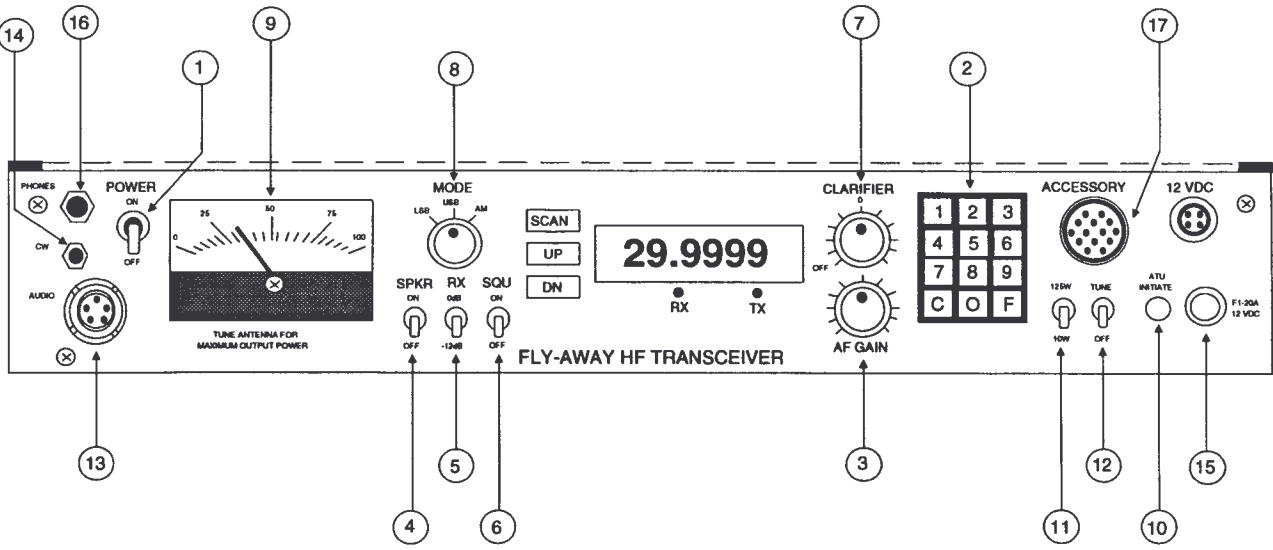 14
16
1
9
8
7
2
17
PHONES
POWER
ON
OFF
CW
AUDIO
0
25
50
75
100
TUNE ANTENNA FOR
MAXIMUM OUTPUT POWER
MODE
LSB
USB
AM
SPKR
ON
OFF
RX
0dB
-12dB
SQU
ON
OFF
SCAN
UP
DN
29.9999
RX
TX
FLY-AWAY HF TRANSCEIVER
CLARIFIER
0
OFF
AF GAIN
1 2 3
4 5 6
7 8 9
C O F
ACCESSORY
12 VDC
125W
10W
TUNE
OFF
ATU
INITIATE
F1-20A
12 VDC
13
4
5
6
3
11
12
10
15